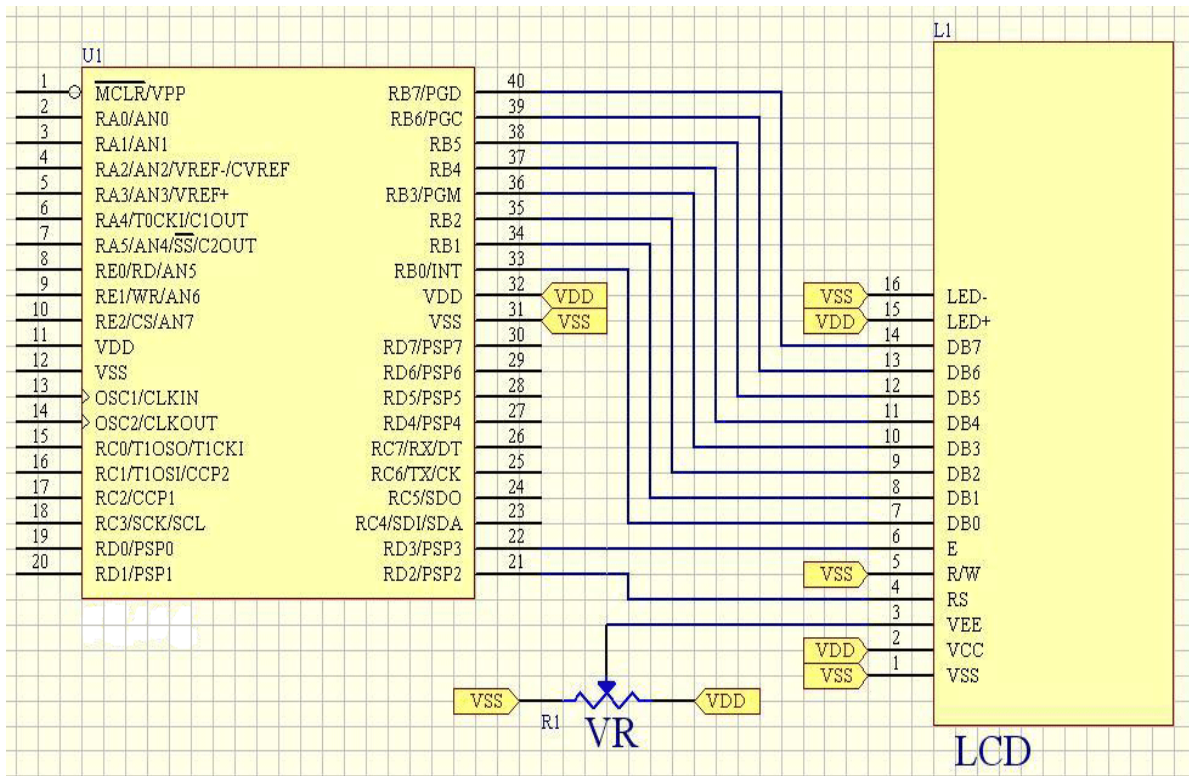 U1
1 MCLR/VPP
2 RA0/AN0
3 RA1/AN1
4 RA2/AN2/VREF-/CVREF
5 RA3/AN3/VREF+
6 RA4/T0CKI/C1OUT
7 RA5/AN4/SS/C2OUT
8 RE0/RD/AN5
9 RE1/WR/AN6
10 RE2/CS/AN7
11 VDD
12 VSS
13 OSC1/CLKIN
14 OSC2/CLKOUT
15 RC0/T1OSO/T1CKI
16 RC1/T1OSI/CCP2
17 RC2/CCP1
18 RC3/SCK/SCL
19 RD0/PSP0
20 RD1/PSP1
RB7/PGD 40
RB6/PGC 39
RB5 38
RB4 37
RB3/PGM 36
RB2 35
RB1 34
RB0/INT 33
VDD 32 VDD
VSS 31 VSS
RD7/PSP7 30
RD6/PSP6 29
RD5/PSP5 28
RD4/PSP4 27
RC7/RX/DT 26
RC6/TX/CK 25
RC5/SDO 24
RC4/SDI/SDA 23
RD3/PSP3 22
RD2/PSP2 21
L1
VSS 16 LED-
VDD 15 LED+
14 DB7
13 DB6
12 DB5
11 DB4
10 DB3
9 DB2
8 DB1
7 DB0
6 E
VSS 5 R/W
4 RS
3 VEE
VDD 2 VCC
VSS 1 VSS
VSS VDD
R1
VR
LCD